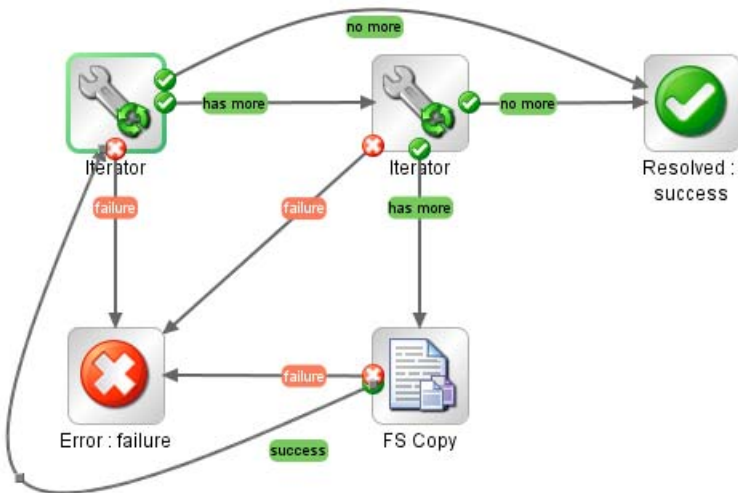 no more
has more
no more
Iterator
Iterator
Resolved :
success
failure
failure
has more
failure
Error : failure
FS Copy
success